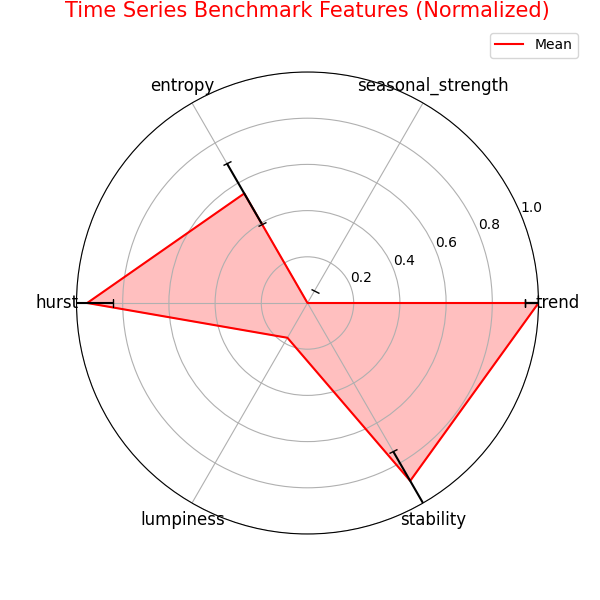 Time Series Benchmark Features (Normalized)
Mean
entropy
seasonal_strength
1.0
0.8
0.6
0.4
0.2
hurst
trend
lumpiness
stability